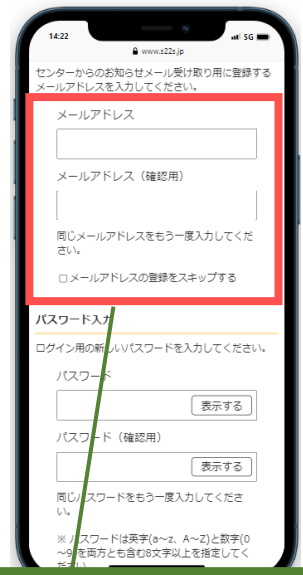 14:22
5G
www.s22s.jp
センターからのお知らせメール受け取り用に登録する
メールアドレスを入力してください。
メールアドレス
メールアドレス（確認用）
同じメールアドレスをもう一度入力してくだ
さい。
メールアドレスの登録をスキップする
パスワード入力
ログイン用の新しいパスワードを入力してください。
パスワード
表示する
パスワード（確認用）
表示する
同じパスワードをもう一度入力してくださ
い。
※ パスワードは英字(a～z、A～Z)と数字(0
～9)を両方とも含む8文字以上を指定してく
ださい